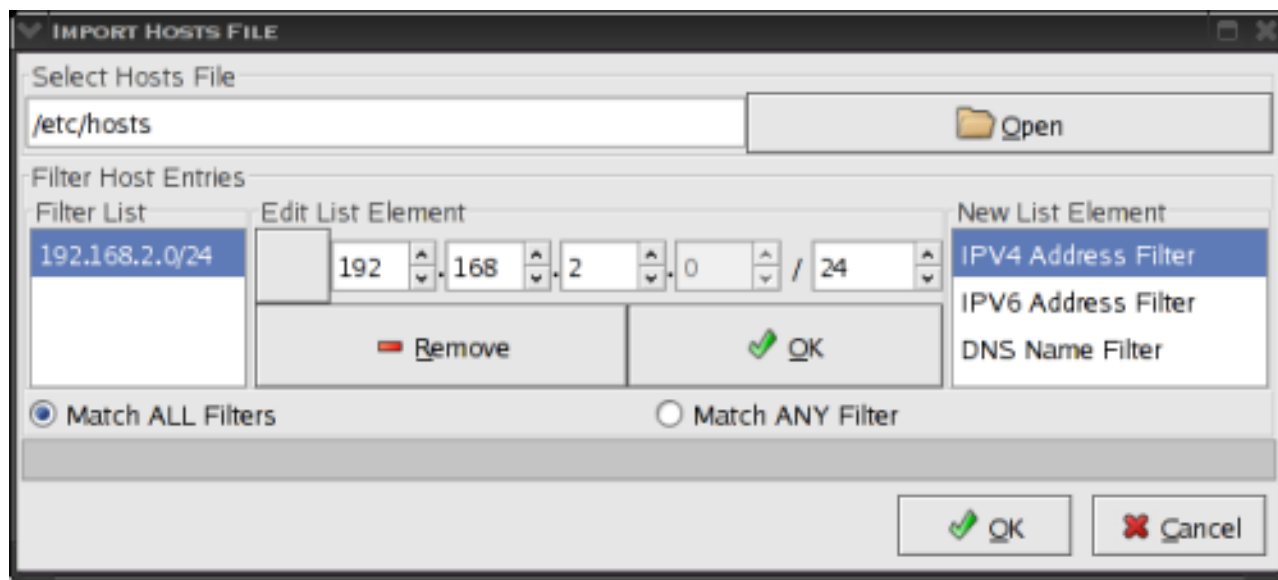 IMPORT HOSTS FILE
Select Hosts File
/etc/hosts
Open
Filter Host Entries
Filter List
Edit List Element
New List Element
192.168.2.0/24
192 . 168 . 2 . 0 / 24
IPV4 Address Filter
IPV6 Address Filter
DNS Name Filter
Remove
OK
Match ALL Filters
Match ANY Filter
OK
Cancel